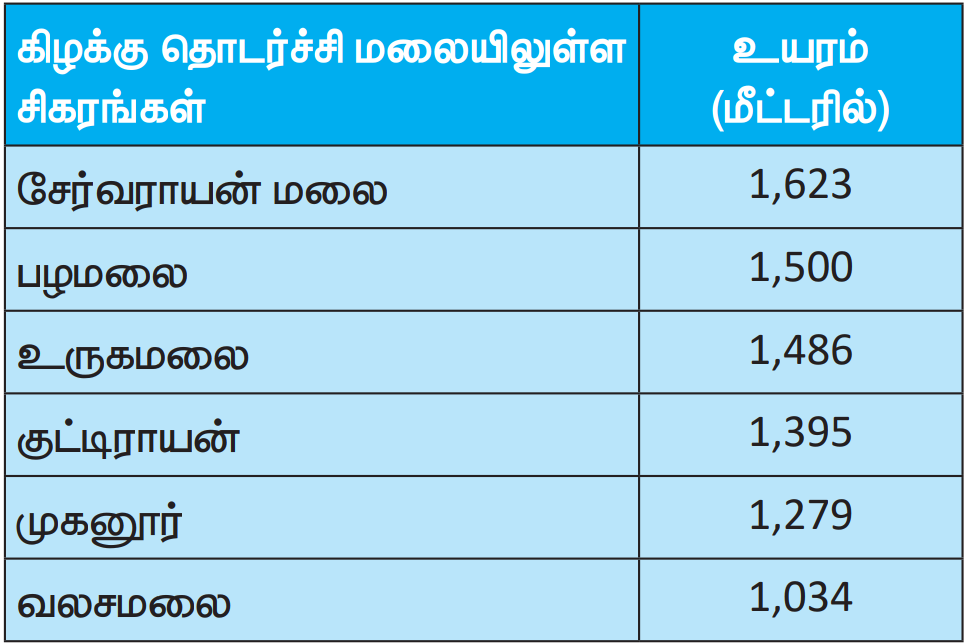 கிழக்கு தொடர்ச்சி மலையிலுள்ள
சிகரங்கள்
உயரம்
(மீட்டரில்)
சேர்வராயன் மலை 1,623
பழமலை 1,500
உருகமலை 1,486
குட்டிராயன் 1,395
முகனூர் 1,279
வலசமலை 1,034